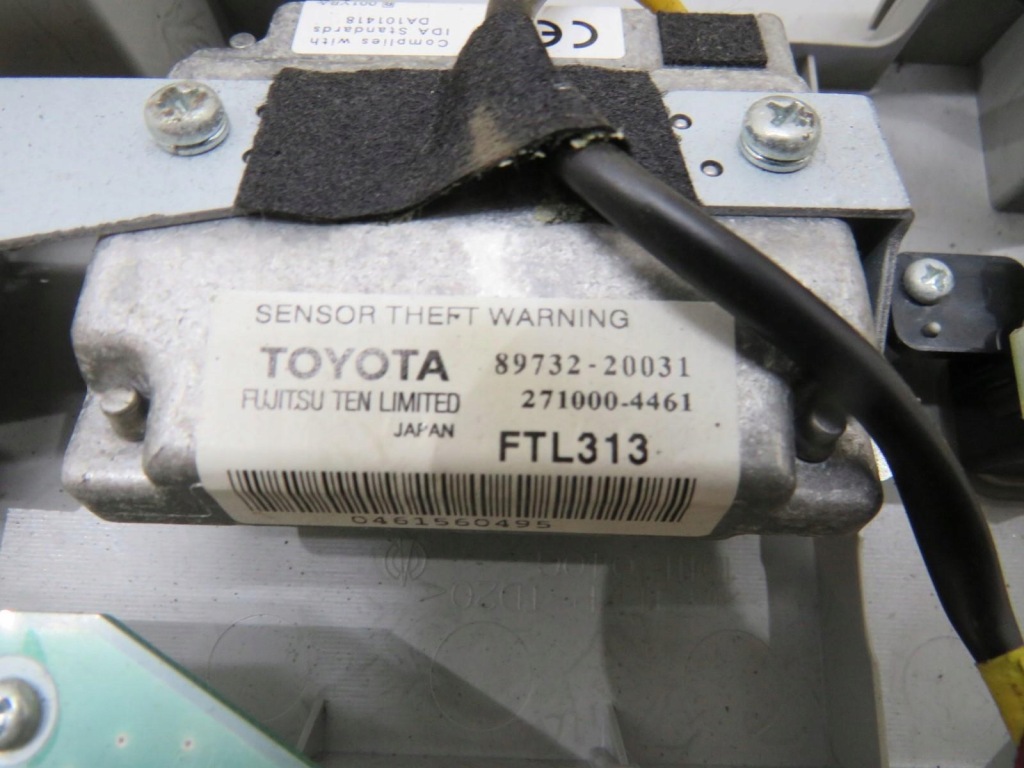 Complies with
IDA Standards
DA101418
CE
SENSOR THEFT WARNING
TOYOTA 89732-20031
FUJITSU TEN LIMITED 271000-4461
JAPAN FTL313
0461560495